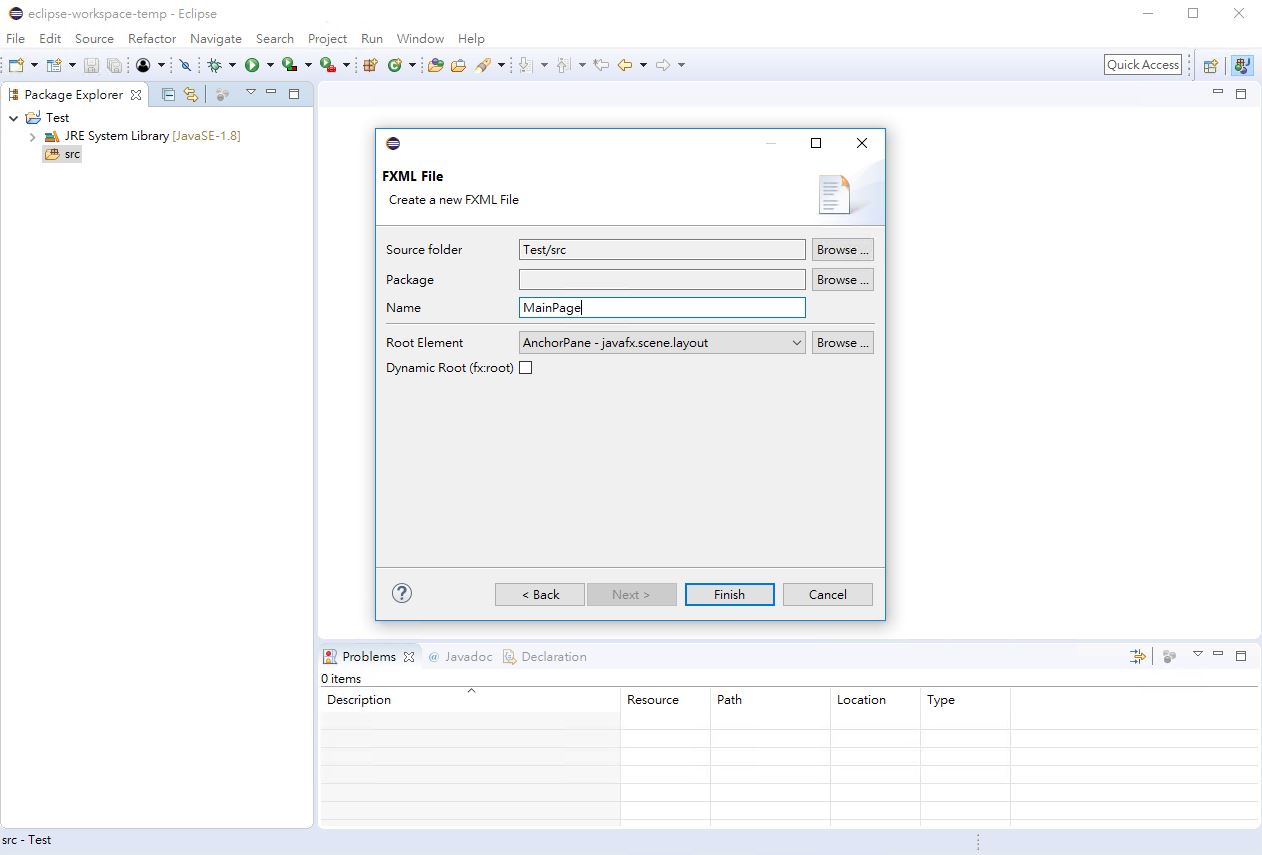 eclipse-workspace-temp - Eclipse
File Edit Source Refactor Navigate Search Project Run Window Help
Quick Access
Package Explorer
Test
JRE System Library [JavaSE-1.8]
src
FXML File
Create a new FXML File
Source folder Test/src Browse ...
Package Browse ...
Name MainPage
Root Element AnchorPane - javafx.scene.layout Browse ...
Dynamic Root (fx:root)
? < Back Next > Finish Cancel
Problems @ Javadoc Declaration
0 items
Description Resource Path Location Type
src - Test